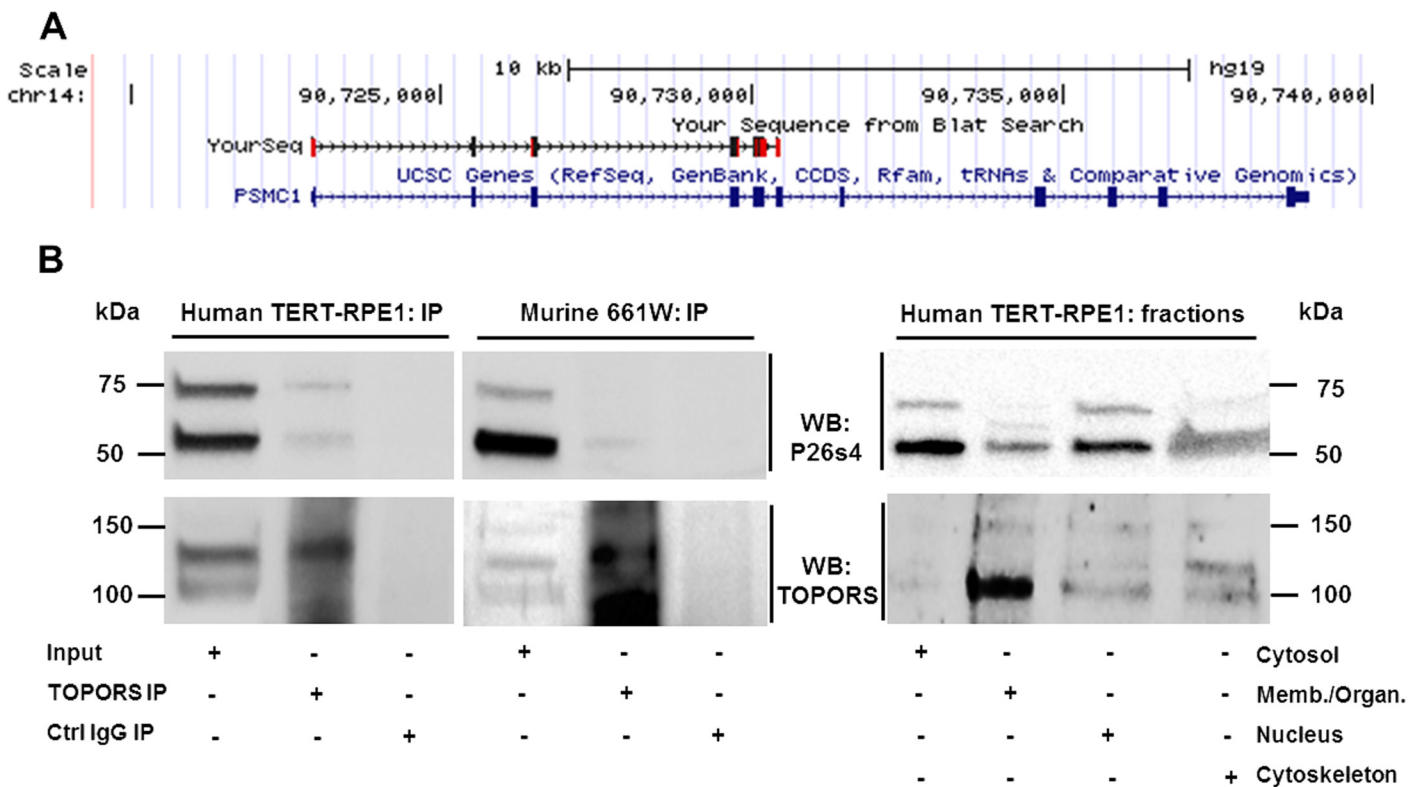 A
Scale
10 kb
hg19
chr14:
90,725,000
90,730,000
90,735,000
90,740,000
Your Sequence from Blat Search
YourSeq
UCSC Genes (RefSeq, GenBank, CCDS, Rfam, tRNAs & Comparative Genomics)
PSMC1
B
kDa
Human TERT-RPE1: IP
Murine 661W: IP
Human TERT-RPE1: fractions
kDa
75
50
WB:
P26s4
75
50
150
100
WB:
TOPORS
150
100
Input + - - + - - + - - - Cytosol
TOPORS IP - + - - + - - + - - Memb./Organ.
Ctrl IgG IP - - + - - + - - + - Nucleus
- - - + Cytoskeleton